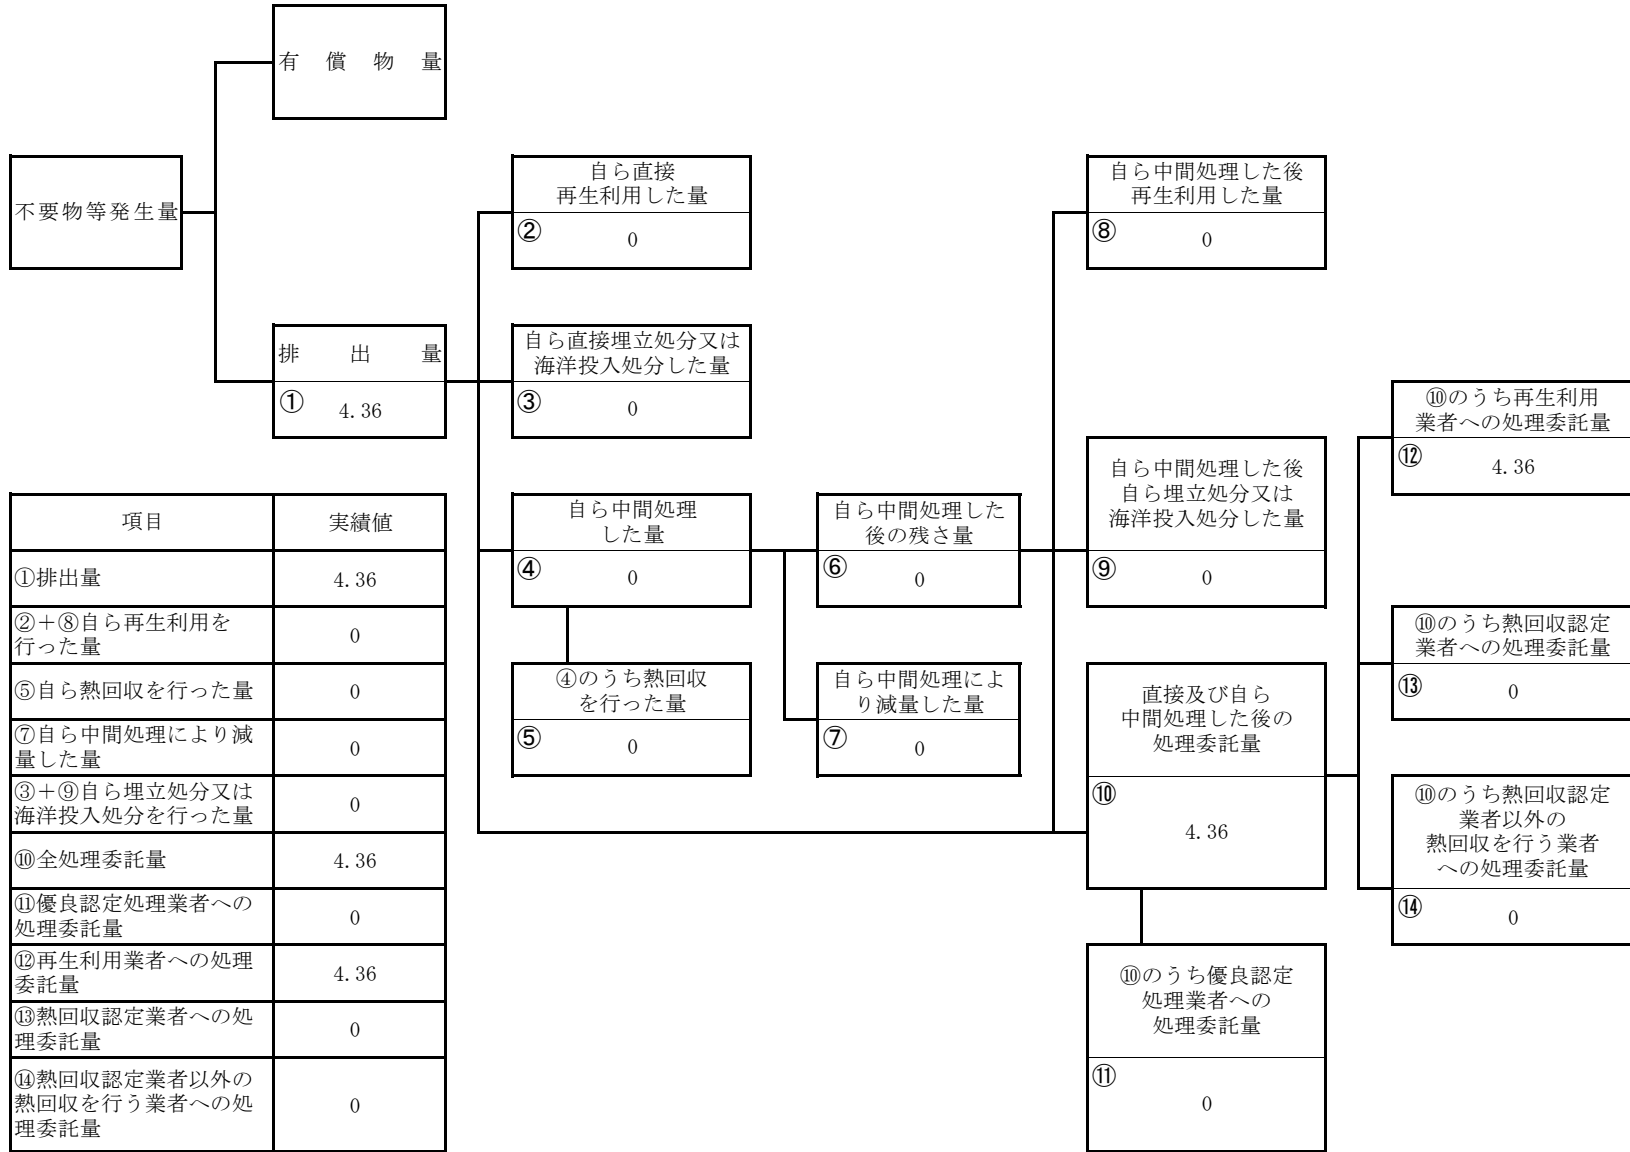 有償物量
不要物等発生量
自ら直接
再生利用した量
② 0
自ら中間処理した後
再生利用した量
⑧ 0
排出量
① 4.36
自ら直接埋立処分又は
海洋投入処分した量
③ 0
⑩のうち再生利用
業者への処理委託量
⑫ 4.36
自ら中間処理
した量
④ 0
自ら中間処理した
後の残さ量
⑥ 0
自ら中間処理した後
自ら埋立処分又は
海洋投入処分した量
⑨ 0
④のうち熱回収
を行った量
⑤ 0
自ら中間処理によ
り減量した量
⑦ 0
直接及び自ら
中間処理した後の
処理委託量
⑩
4.36
⑩のうち熱回収認定
業者への処理委託量
⑬ 0
⑩のうち熱回収認定
業者以外の
熱回収を行う業者
への処理委託量
⑭ 0
⑩のうち優良認定
処理業者への
処理委託量
⑪
0
項目 実績値
①排出量 4.36
②＋⑧自ら再生利用を
行った量 0
⑤自ら熱回収を行った量 0
⑦自ら中間処理により減
量した量 0
③＋⑨自ら埋立処分又は
海洋投入処分を行った量 0
⑩全処理委託量 4.36
⑪優良認定処理業者への
処理委託量 0
⑫再生利用業者への処理
委託量 4.36
⑬熱回収認定業者への処
理委託量 0
⑭熱回収認定業者以外の
熱回収を行う業者への処
理委託量 0